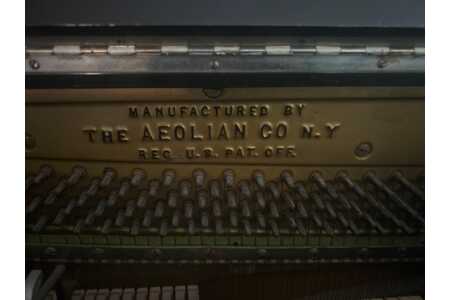 MANUFACTURED BY
THE AEOLIAN CO N.Y
REG. U.S. PAT. OFF.